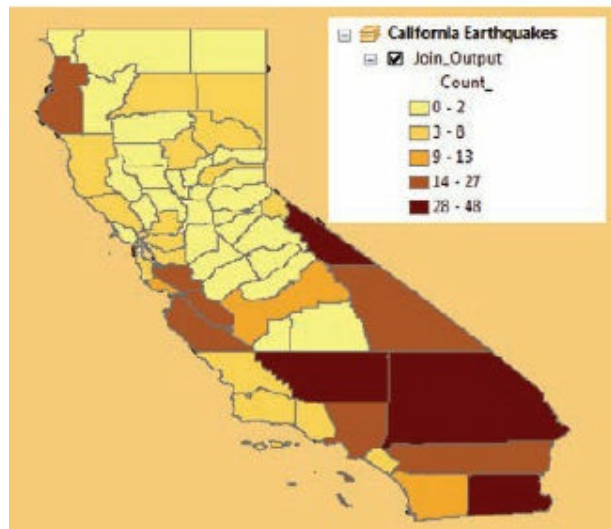 California Earthquakes
Join_Output
Count_
0 - 2
3 - 8
9 - 13
14 - 27
28 - 48